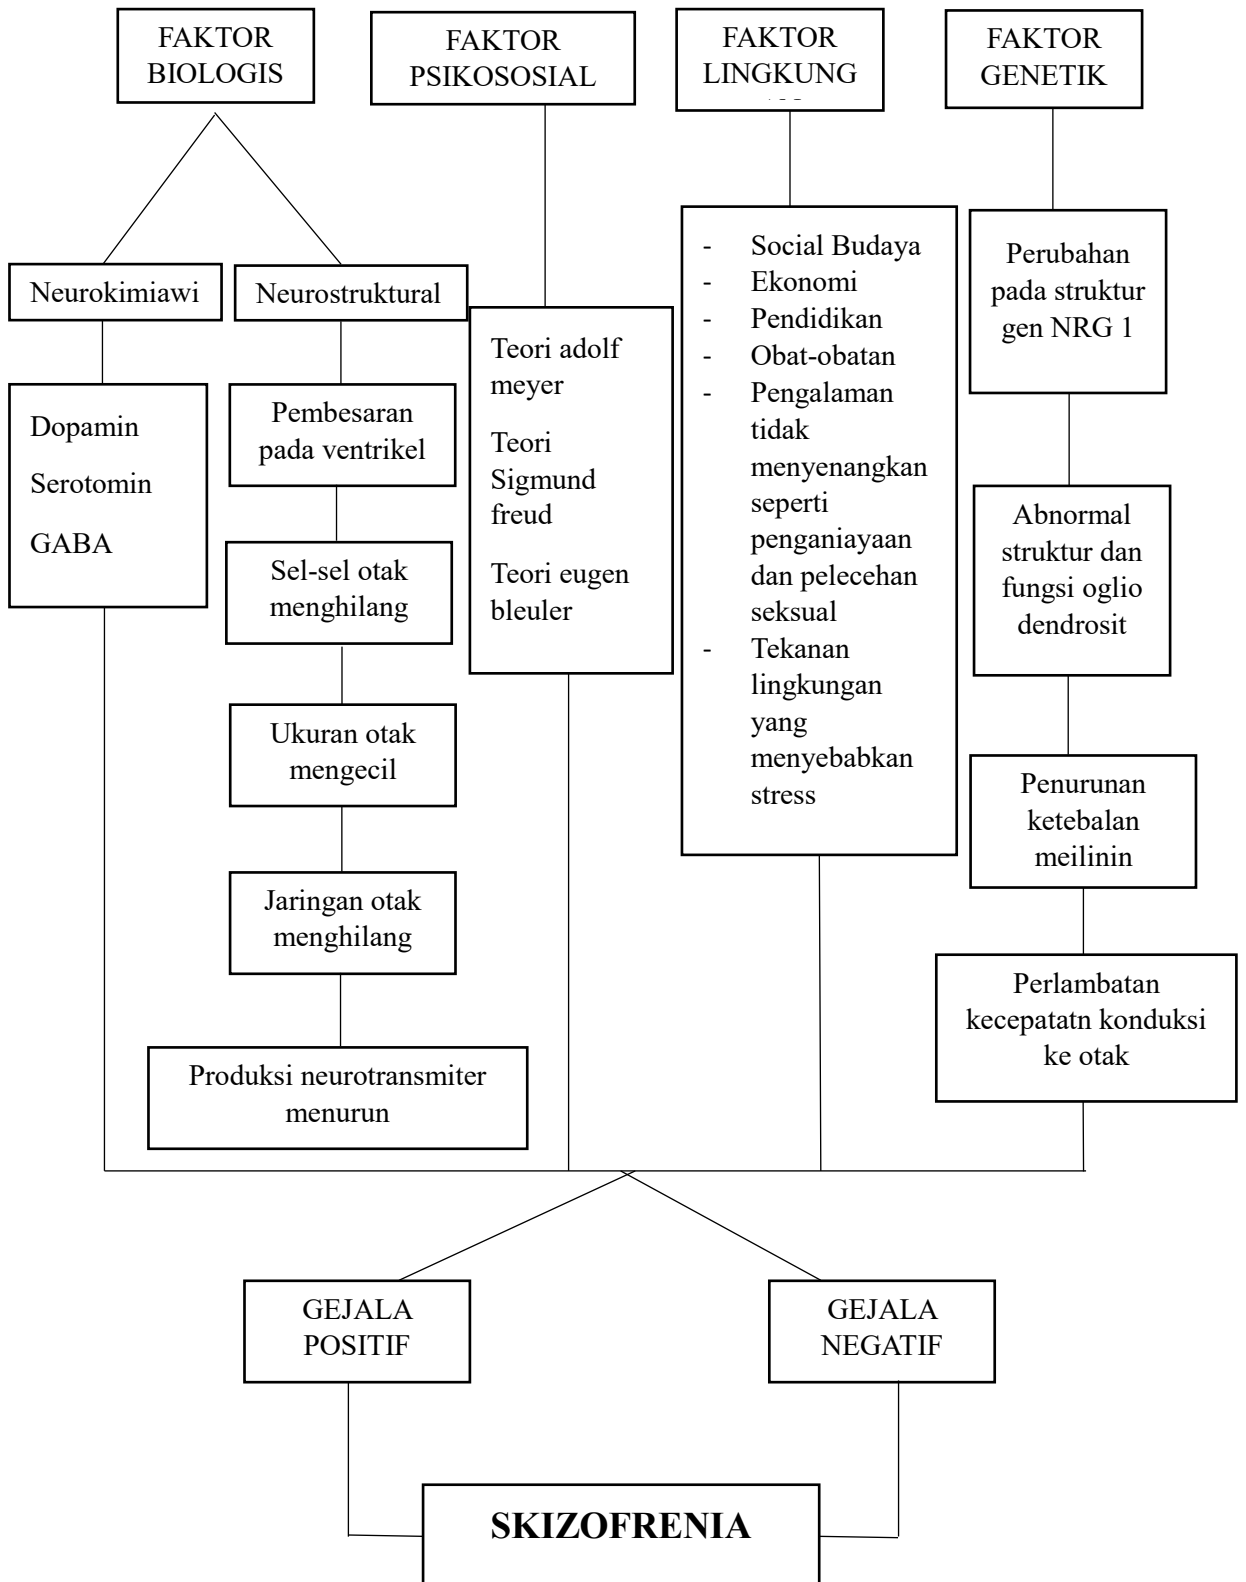 FAKTOR
BIOLOGIS
FAKTOR
PSIKOSOSIAL
FAKTOR
LINGKUNG
FAKTOR
GENETIK
Neurokimiawi
Neurostruktural
Dopamin
Serotomin
GABA
Pembesaran
pada ventrikel
Sel-sel otak
menghilang
Ukuran otak
mengecil
Jaringan otak
menghilang
Produksi neurotransmiter
menurun
Teori adolf
meyer
Teori
Sigmund
freud
Teori eugen
bleuler
- Social Budaya
- Ekonomi
- Pendidikan
- Obat-obatan
- Pengalaman
tidak
menyenangkan
seperti
penganiayaan
dan pelecehan
seksual
- Tekanan
lingkungan
yang
menyebabkan
stress
Perubahan
pada struktur
gen NRG 1
Abnormal
struktur dan
fungsi oglio
dendrosit
Penurunan
ketebalan
meilinin
Perlambatan
kecepatatn konduksi
ke otak
GEJALA
POSITIF
GEJALA
NEGATIF
SKIZOFRENIA